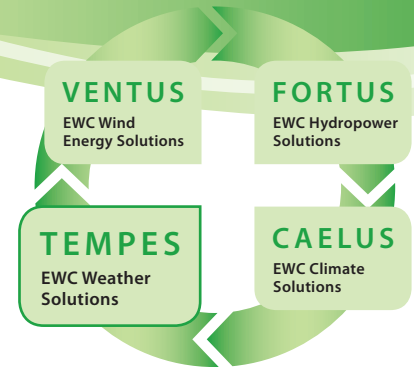 VENTUS
EWC Wind
Energy Solutions
FORTUS
EWC Hydropower
Solutions
TEMPES
EWC Weather
Solutions
CAELUS
EWC Climate
Solutions